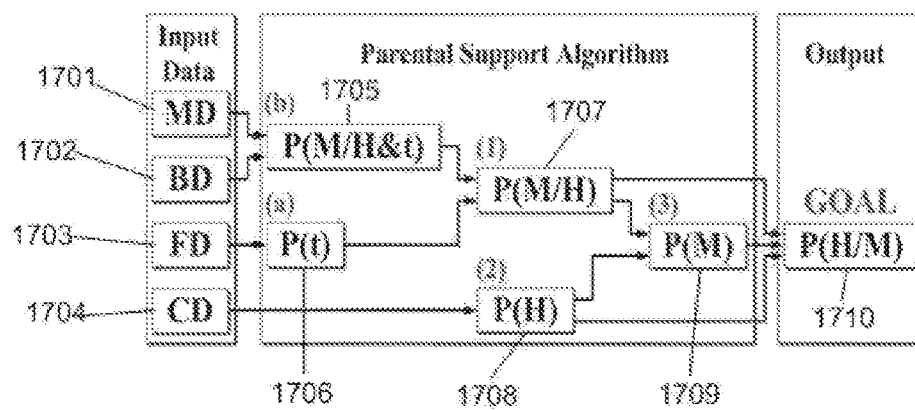 Input
Data
Parental Support Algorithm
Output
1701
MD
(b)
1705
P(M/H&t)
1702
BD
(1)
1707
P(M/H)
1703
FD
(a)
P(t)
(3)
P(M)
GOAL
P(H/M)
1704
CD
(2)
P(H)
1706
1708
1709
1710